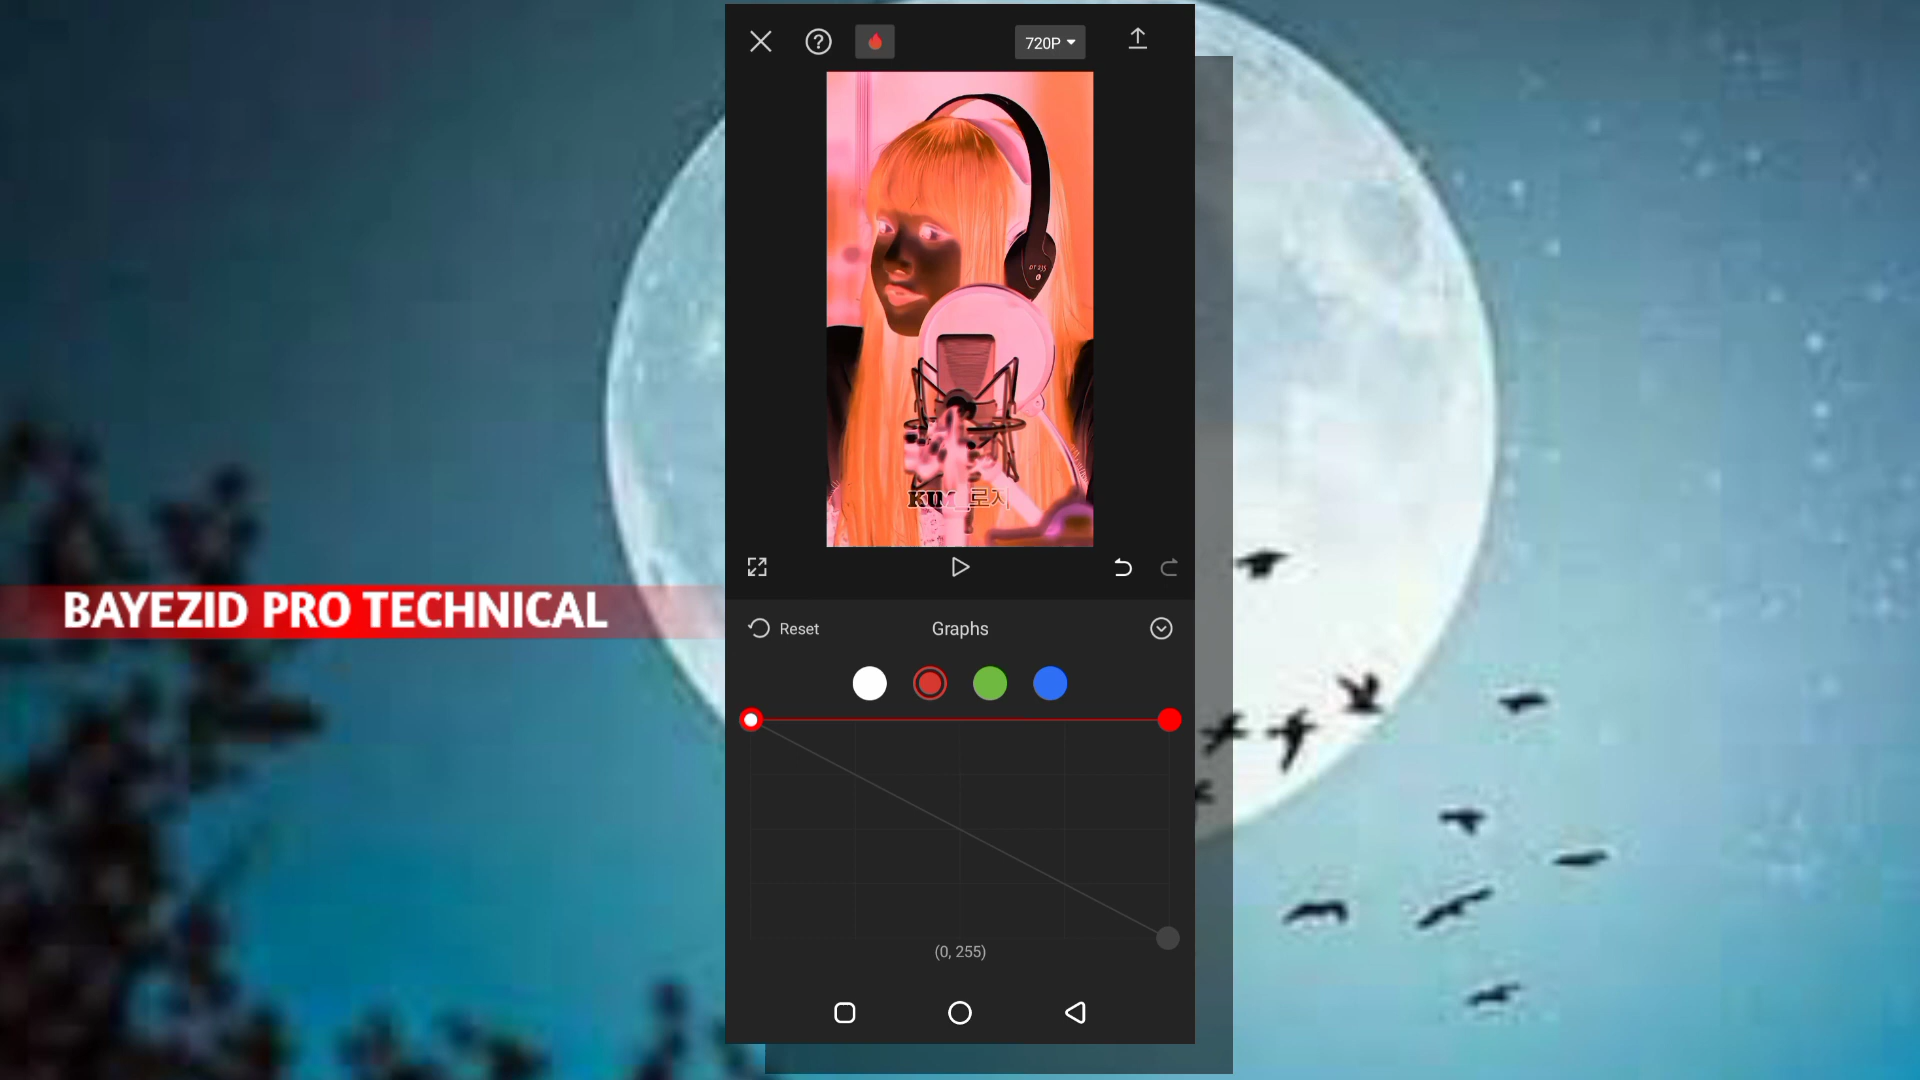 720P
BAYEZID PRO TECHNICAL
Reset
Graphs
(0, 255)